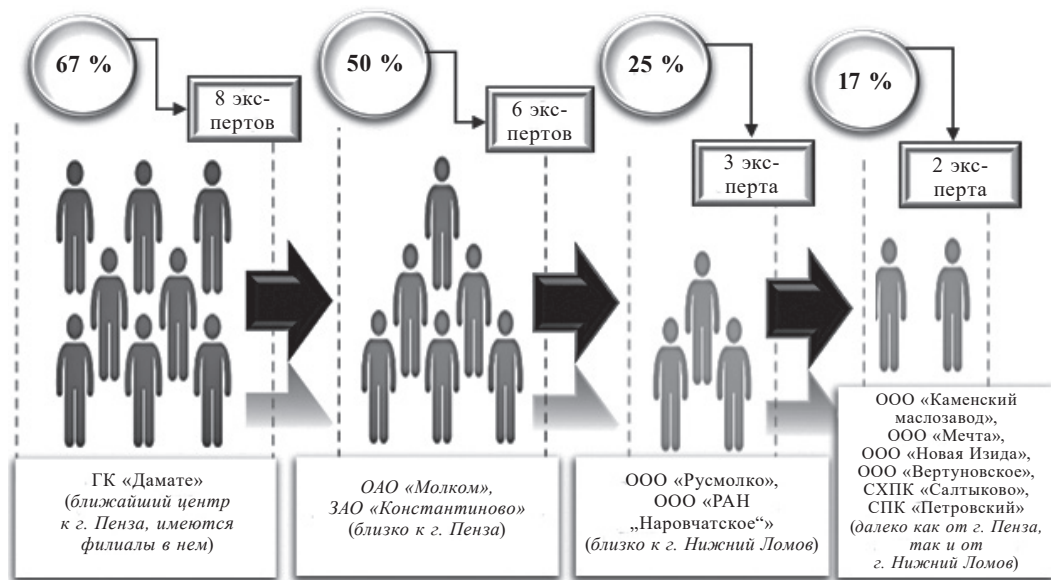 67 %
8 экс-
пертов
50 %
6 экс-
пертов
25 %
3 экс-
перта
17 %
2 экс-
перта
ГК «Дамате»
(ближайший центр
к г. Пенза, имеются
филиалы в нем)
ОАО «Молком»,
ЗАО «Константиново»
(близко к г. Пенза)
ООО «Русмолко»,
ООО «РАН
„Наровчатское“»
(близко к г. Нижний Ломов)
ООО «Каменский
маслозавод»,
ООО «Мечта»,
ООО «Новая Изида»,
ООО «Вертуновское»,
СХПК «Салтыково»,
СПК «Петровский»
(далеко как от г. Пенза,
так и от
г. Нижний Ломов)